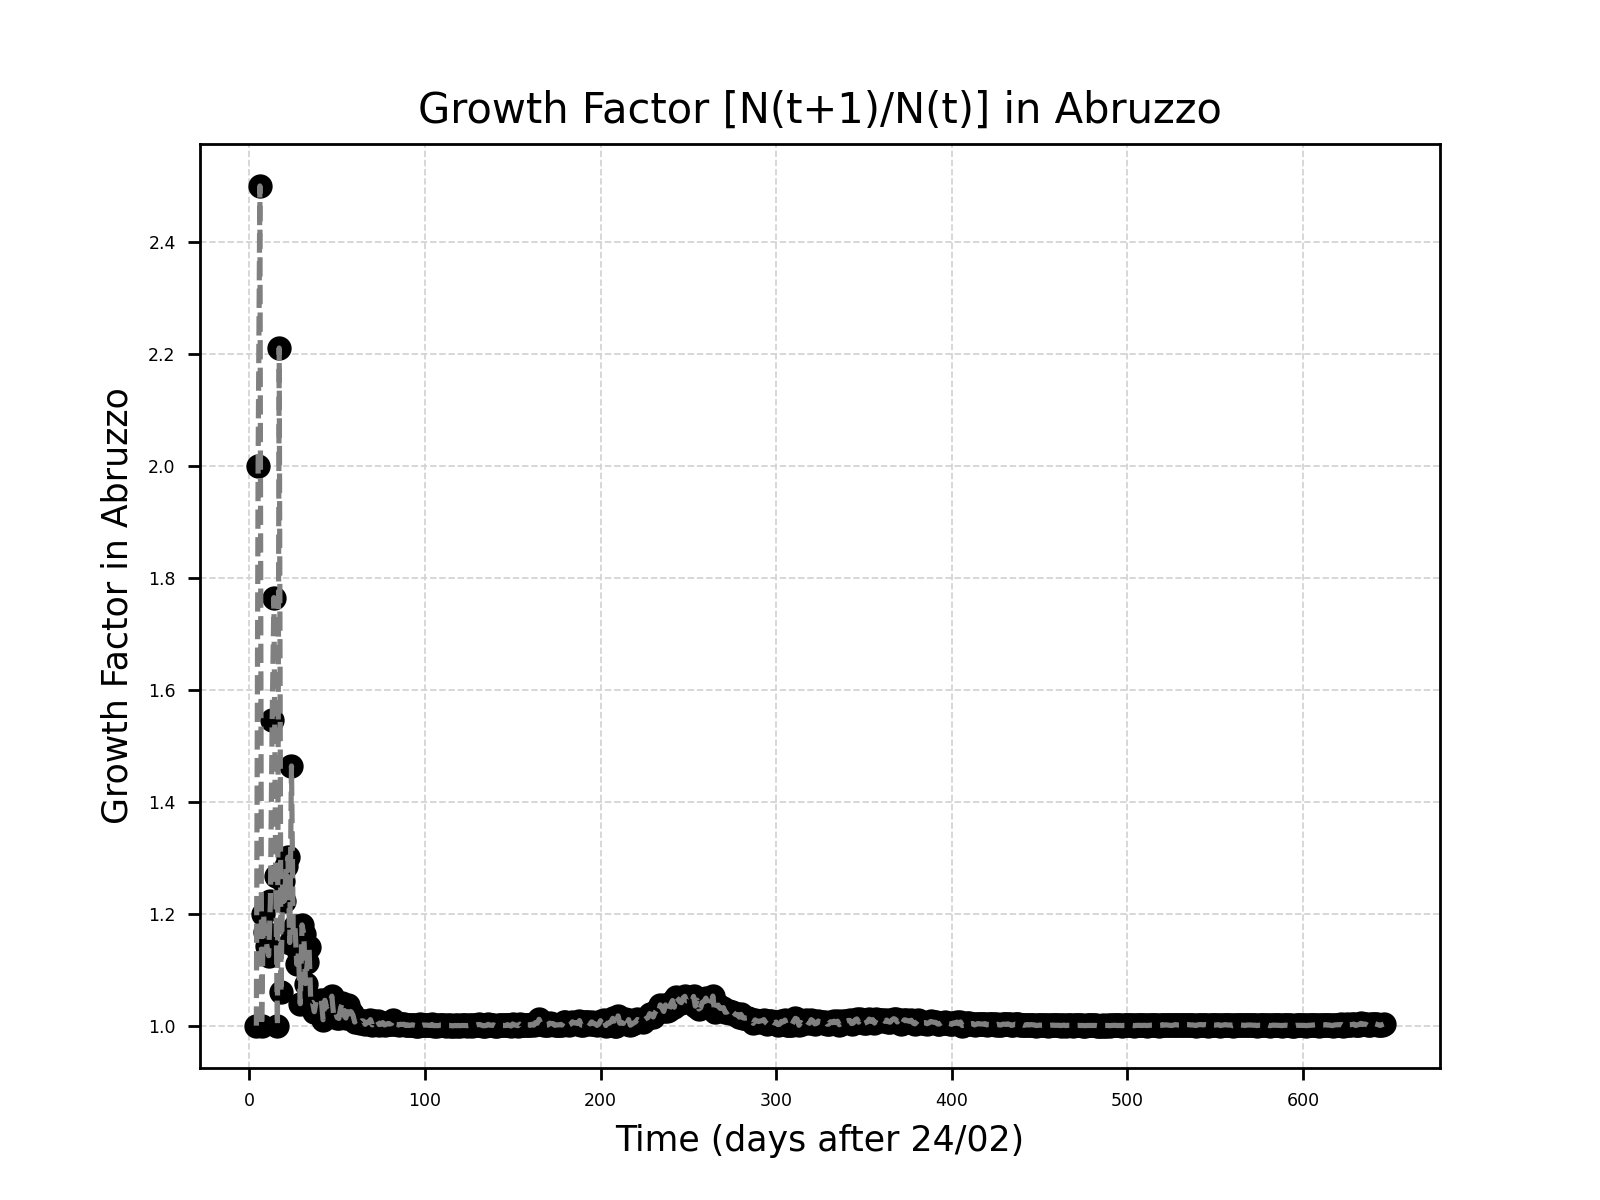 Growth Factor [N(t+1)/N(t)] in Abruzzo
Growth Factor in Abruzzo
2.4
2.2
2.0
1.8
1.6
1.4
1.2
1.0
0 100 200 300 400 500 600
Time (days after 24/02)